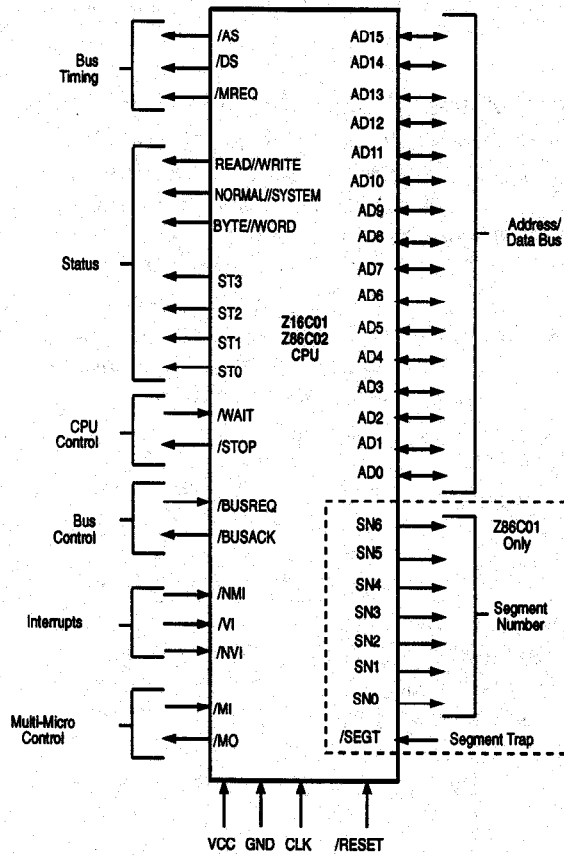 Bus
Timing
/AS
/DS
/MREQ
Status
READ//WRITE
NORMAL//SYSTEM
BYTE//WORD
ST3
ST2
ST1
ST0
CPU
Control
/WAIT
/STOP
Bus
Control
/BUSREQ
/BUSACK
Interrupts
/NMI
/VI
/NVI
Multi-Micro
Control
/MI
/MO
Z16C01
Z86C02
CPU
AD15
AD14
AD13
AD12
AD11
AD10
AD9
AD8
AD7
AD6
AD5
AD4
AD3
AD2
AD1
AD0
Address/
Data Bus
SN6
SN5
SN4
SN3
SN2
SN1
SN0
Z86C01
Only
Segment
Number
/SEGT
Segment Trap
VCC GND CLK /RESET